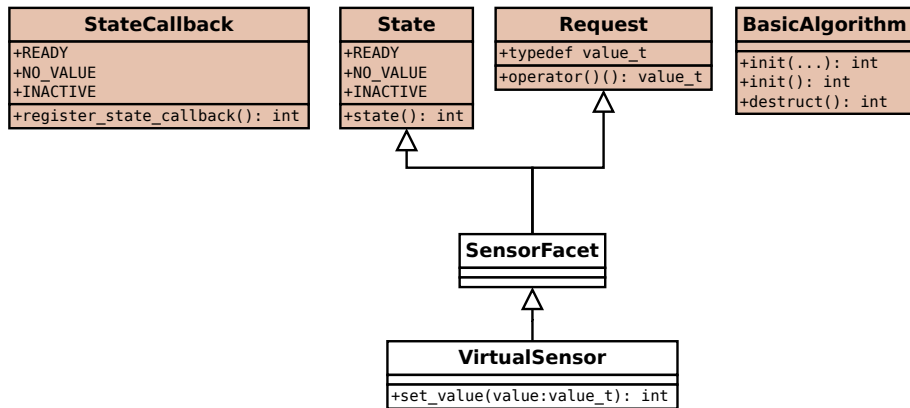 StateCallback
+READY
+NO_VALUE
+INACTIVE
+register_state_callback(): int
State
+READY
+NO_VALUE
+INACTIVE
+state(): int
Request
+typedef value_t
+operator()(): value_t
BasicAlgorithm
+init(...): int
+init(): int
+destruct(): int
SensorFacet
VirtualSensor
+set_value(value:value_t): int